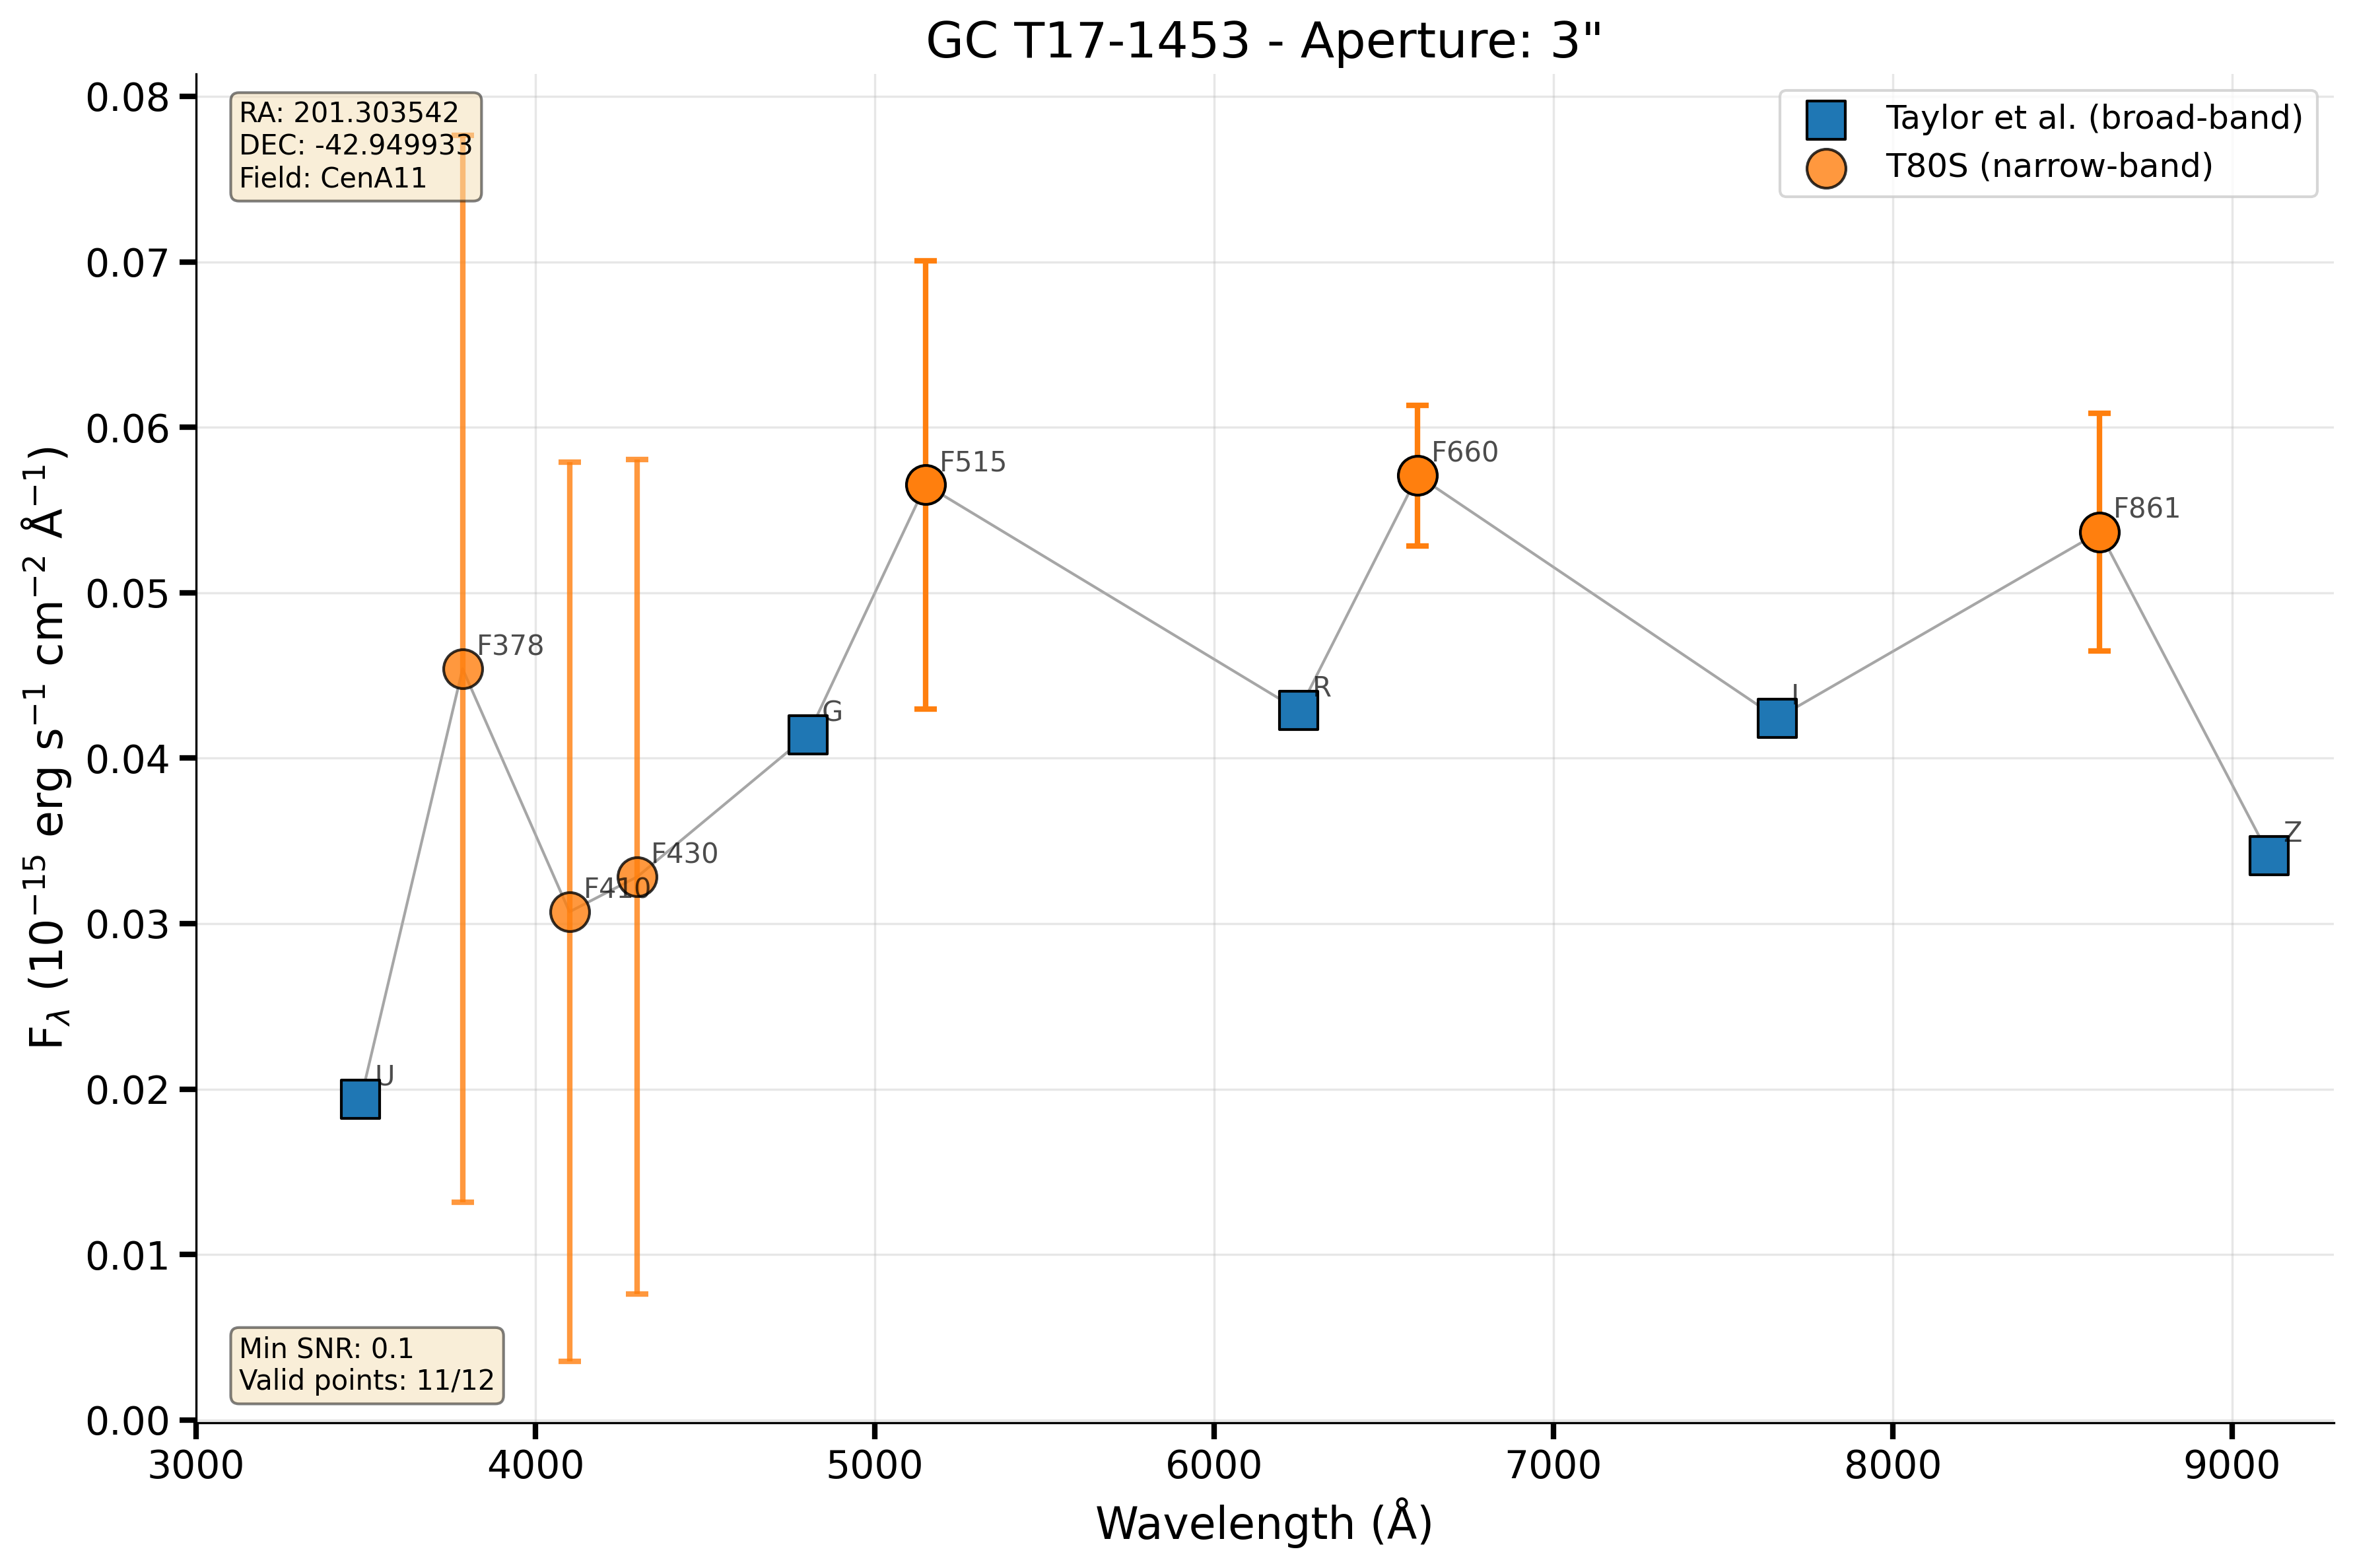 GC T17-1453 - Aperture: 3"
RA: 201.303542
DEC: -42.949933
Field: CenA11
Taylor et al. (broad-band)
T80S (narrow-band)
F_λ (10⁻¹⁵ erg s⁻¹ cm⁻² Å⁻¹)
0.08
0.07
0.06
0.05
0.04
0.03
0.02
0.01
0.00
U
F378
F410
F430
G
F515
R
F660
I
F861
Z
Min SNR: 0.1
Valid points: 11/12
3000 4000 5000 6000 7000 8000 9000
Wavelength (Å)